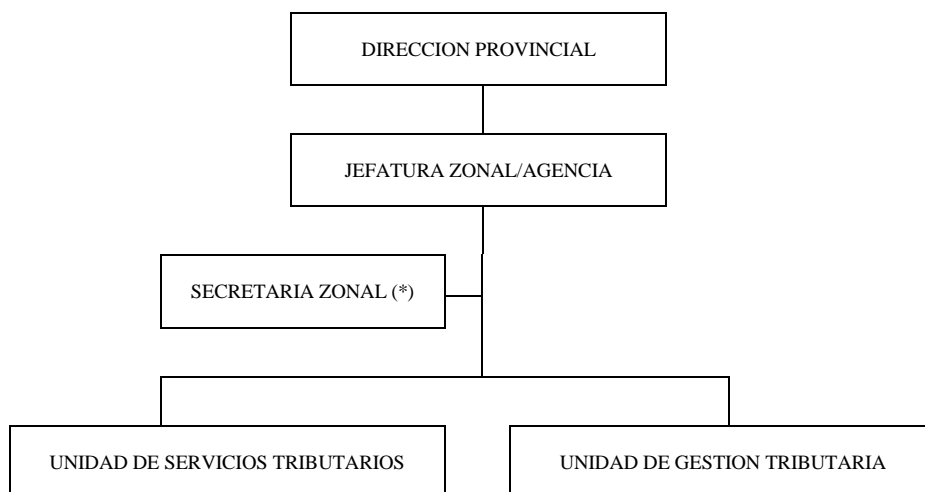 DIRECCION PROVINCIAL
JEFATURA ZONAL/AGENCIA
SECRETARIA ZONAL (*)
UNIDAD DE SERVICIOS TRIBUTARIOS
UNIDAD DE GESTION TRIBUTARIA